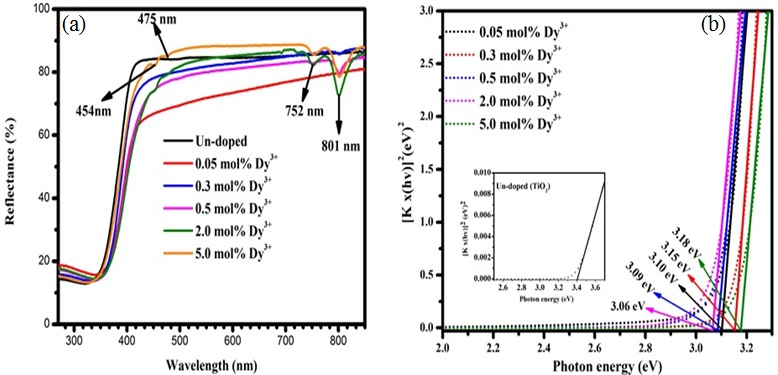 (a)
475 nm
454nm
752 nm
801 nm
Un-doped
0.05 mol% Dy³⁺
0.3 mol% Dy³⁺
0.5 mol% Dy³⁺
2.0 mol% Dy³⁺
5.0 mol% Dy³⁺
Reflectance (%)
100
80
60
40
20
0
300 400 500 600 700 800
Wavelength (nm)
(b)
0.05 mol% Dy³⁺
0.3 mol% Dy³⁺
0.5 mol% Dy³⁺
2.0 mol% Dy³⁺
5.0 mol% Dy³⁺
[K x(hν)]² (eV)²
3.0
2.5
2.0
1.5
1.0
0.5
0.0
Un-doped (TiO₂)
[K x(hν)]² (eV)²
0.010
0.008
0.006
0.004
0.002
0.000
2.8 3.2 3.6
Photon energy (eV)
3.18 eV
3.15 eV
3.10 eV
3.09 eV
3.06 eV
2.0 2.2 2.4 2.6 2.8 3.0 3.2
Photon energy (eV)